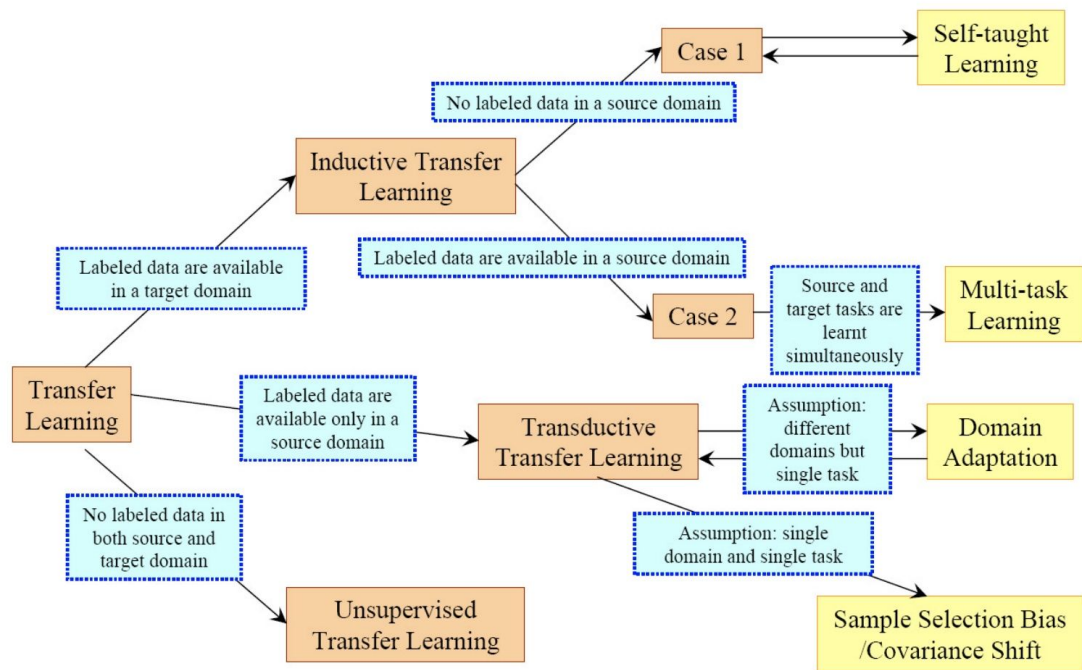 Case 1
Self-taught
Learning
No labeled data in a source domain
Inductive Transfer
Learning
Labeled data are available
in a target domain
Labeled data are available in a source domain
Case 2
Source and
target tasks are
learnt
simultaneously
Multi-task
Learning
Transfer
Learning
Labeled data are
available only in a
source domain
Transductive
Transfer Learning
Assumption:
different
domains but
single task
Domain
Adaptation
No labeled data in
both source and
target domain
Assumption: single
domain and single task
Unsupervised
Transfer Learning
Sample Selection Bias
/Covariance Shift